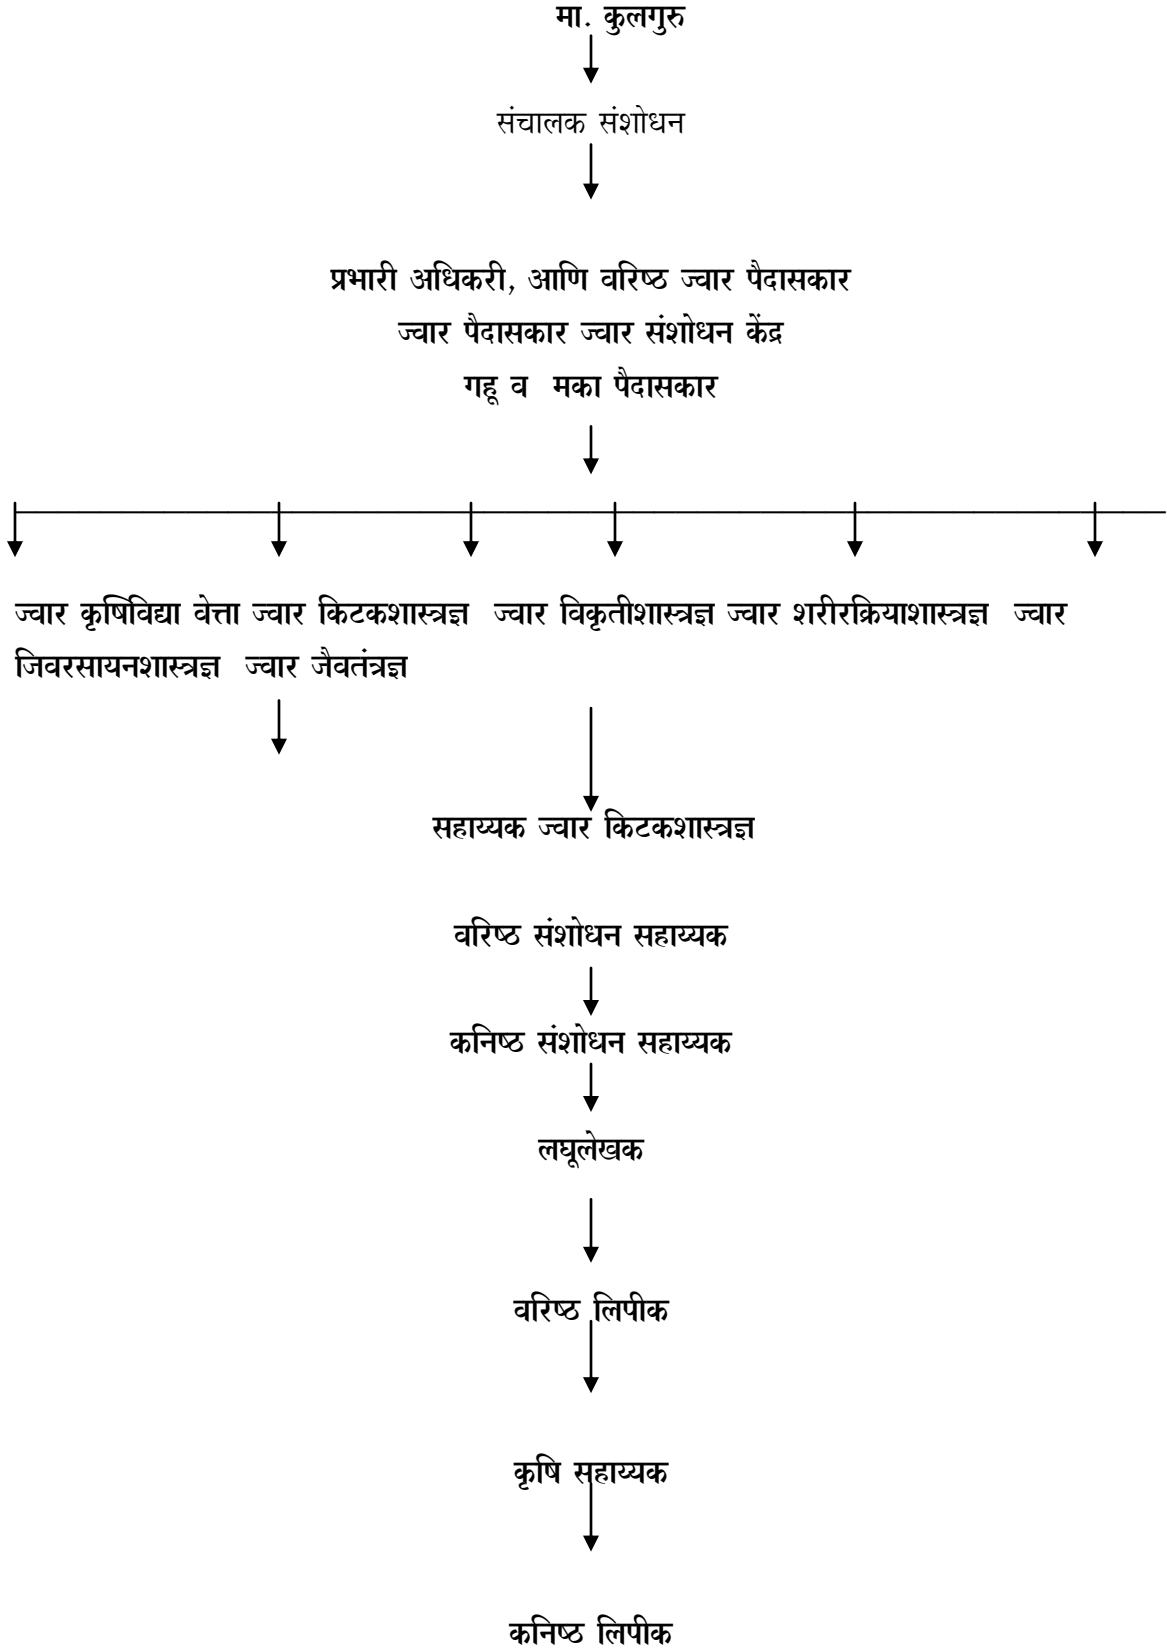 मा. कुलगुरु
संचालक संशोधन
प्रभारी अधिकरी, आणि वरिष्ठ ज्वार पैदासकार
ज्वार पैदासकार ज्वार संशोधन केंद्र
गहू व मका पैदासकार
ज्वार कृषिविद्या वेत्ता ज्वार किटकशास्त्रज्ञ ज्वार विकृतीशास्त्रज्ञ ज्वार शरीरक्रियाशास्त्रज्ञ ज्वार
जिवरसायनशास्त्रज्ञ ज्वार जैवतंत्रज्ञ
सहाय्यक ज्वार किटकशास्त्रज्ञ
वरिष्ठ संशोधन सहाय्यक
कनिष्ठ संशोधन सहाय्यक
लघूलेखक
वरिष्ठ लिपीक
कृषि सहाय्यक
कनिष्ठ लिपीक